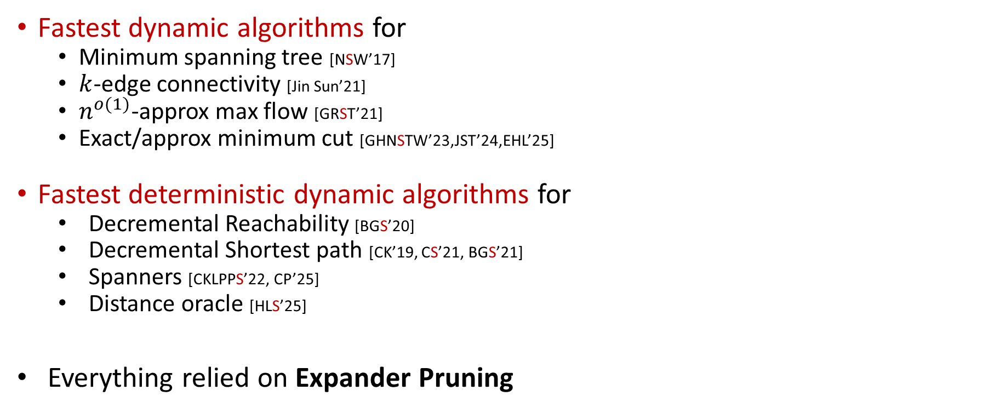 • Fastest dynamic algorithms for
• Minimum spanning tree [NSW’17]
• k-edge connectivity [Jin Sun’21]
• n^{o(1)}-approx max flow [GRST’21]
• Exact/approx minimum cut [GHNSTW’23,JST’24,EHL’25]
• Fastest deterministic dynamic algorithms for
• Decremental Reachability [BGS’20]
• Decremental Shortest path [CK’19, CS’21, BGS’21]
• Spanners [CKLPPS’22, CP’25]
• Distance oracle [HLS’25]
• Everything relied on Expander Pruning